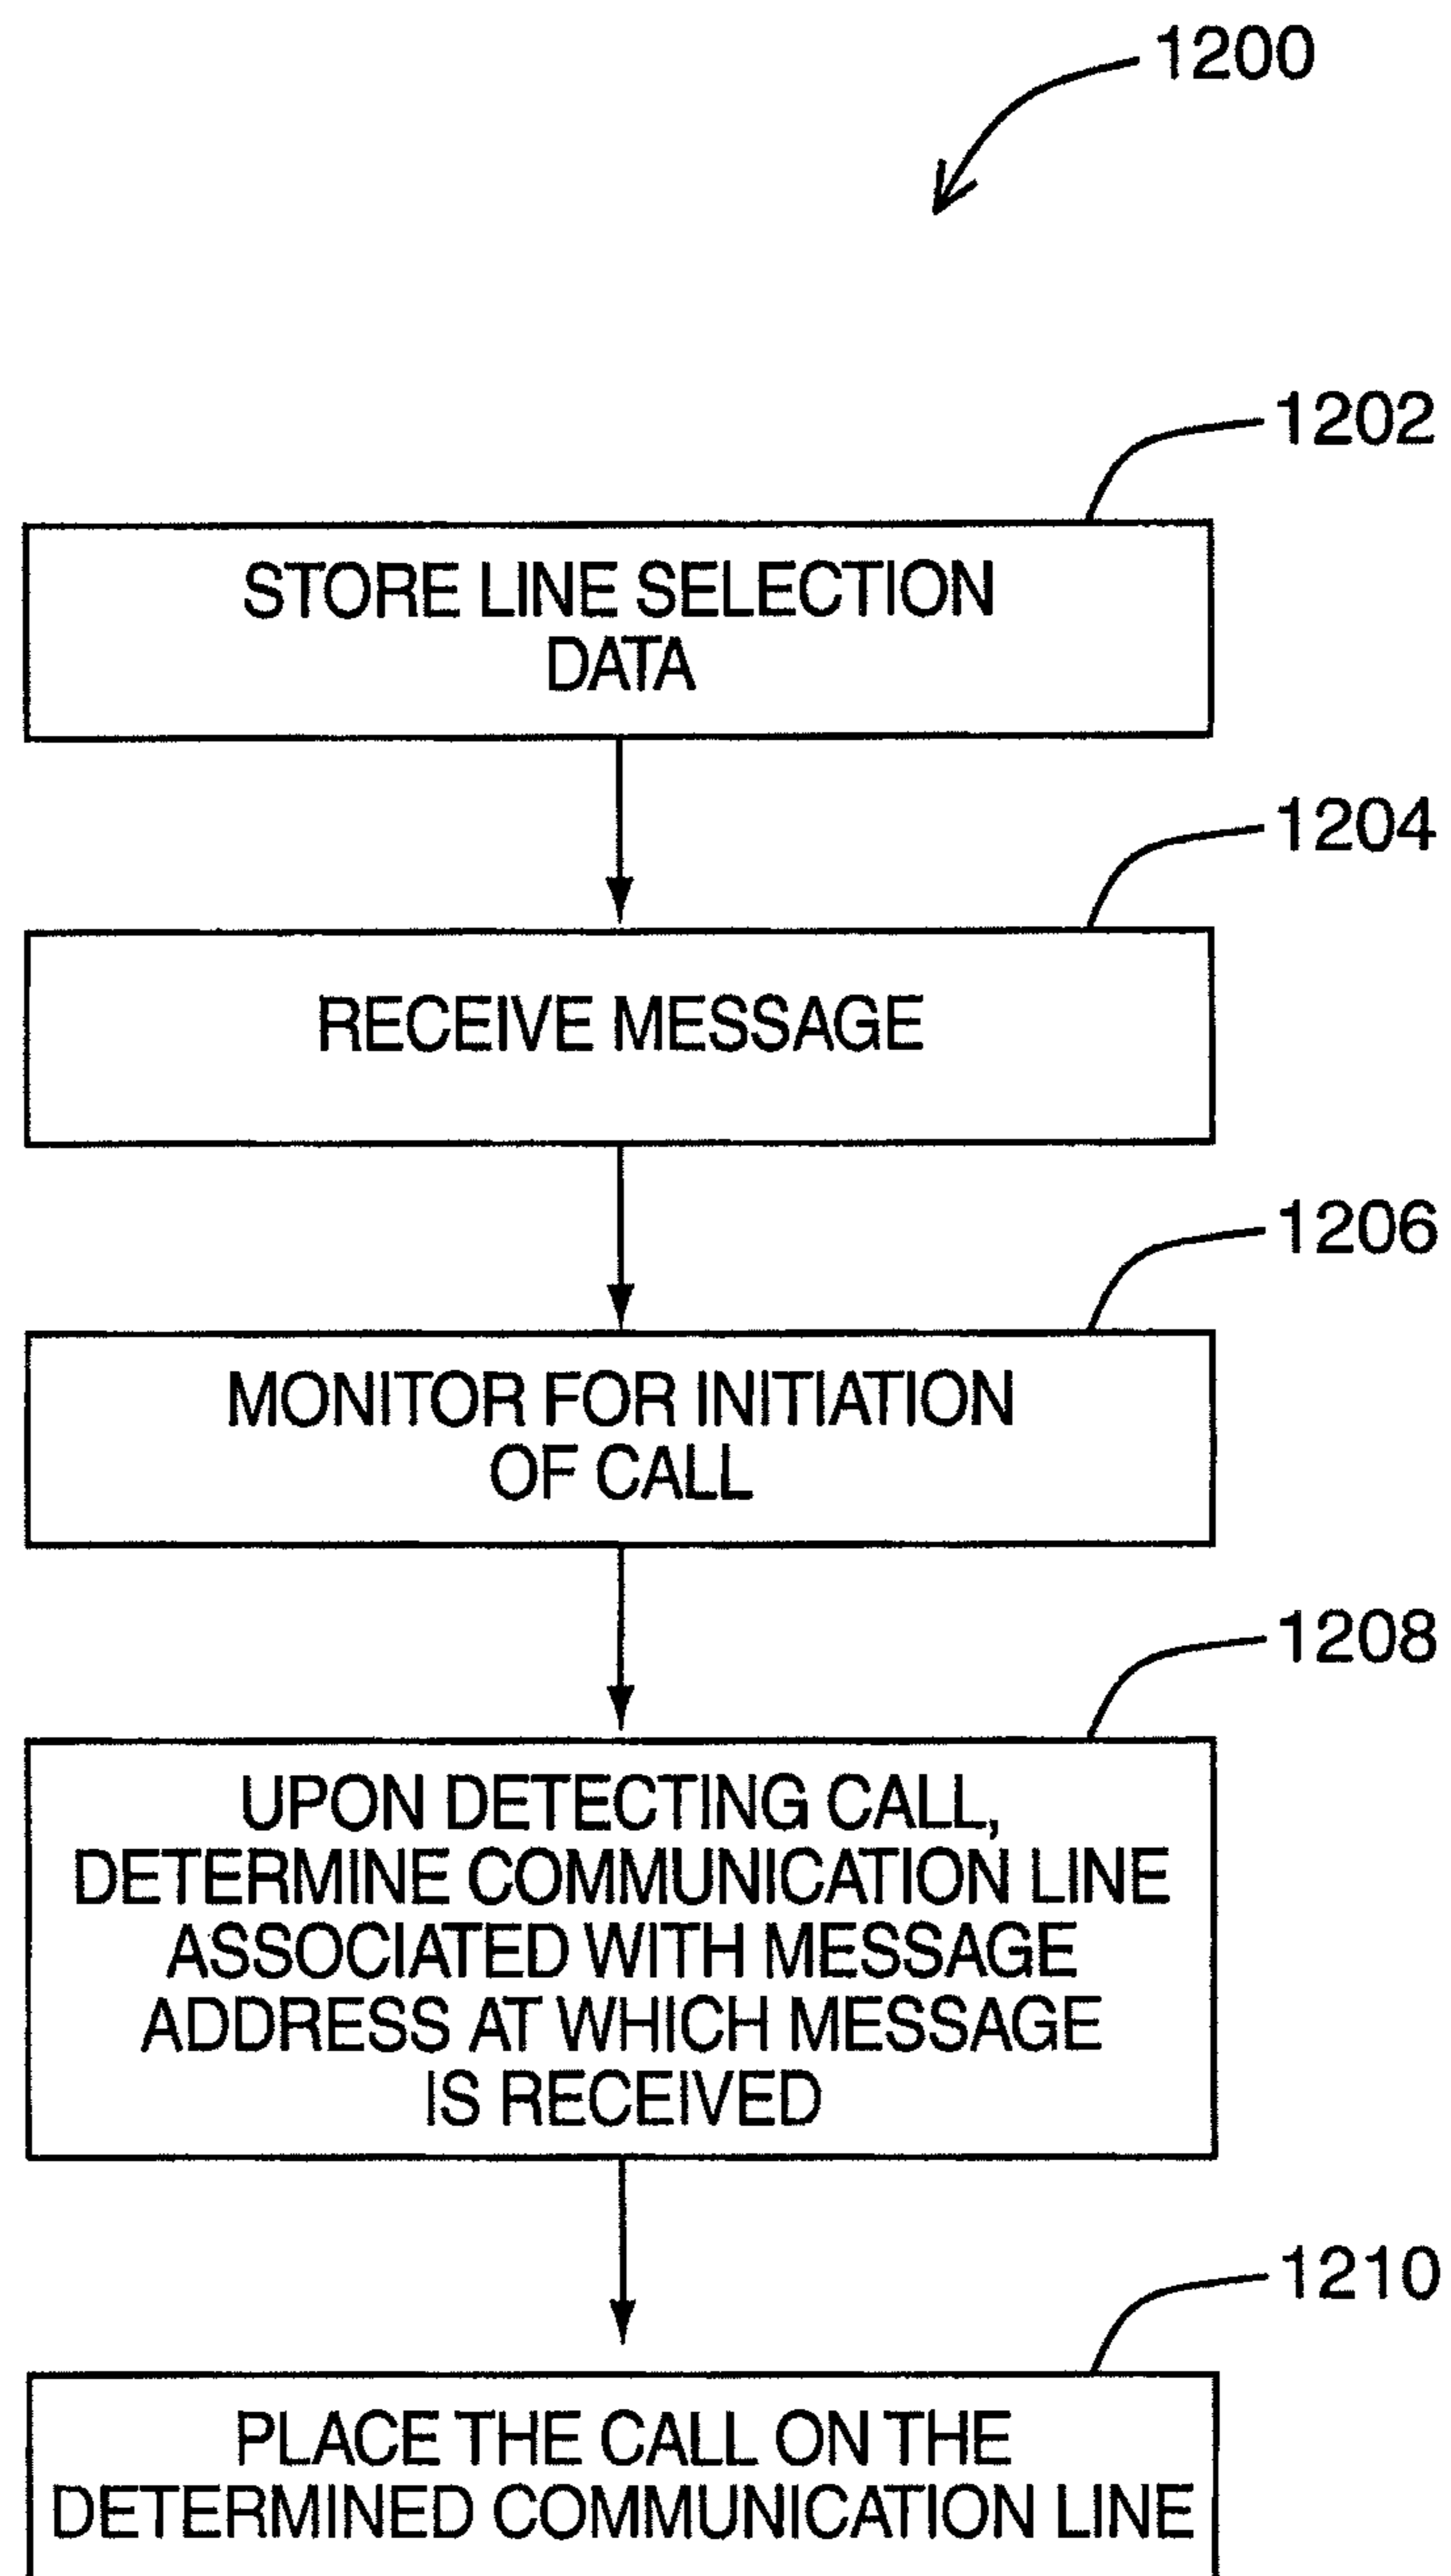 1200
1202
STORE LINE SELECTION
DATA
1204
RECEIVE MESSAGE
1206
MONITOR FOR INITIATION
OF CALL
1208
UPON DETECTING CALL,
DETERMINE COMMUNICATION LINE
ASSOCIATED WITH MESSAGE
ADDRESS AT WHICH MESSAGE
IS RECEIVED
1210
PLACE THE CALL ON THE
DETERMINED COMMUNICATION LINE